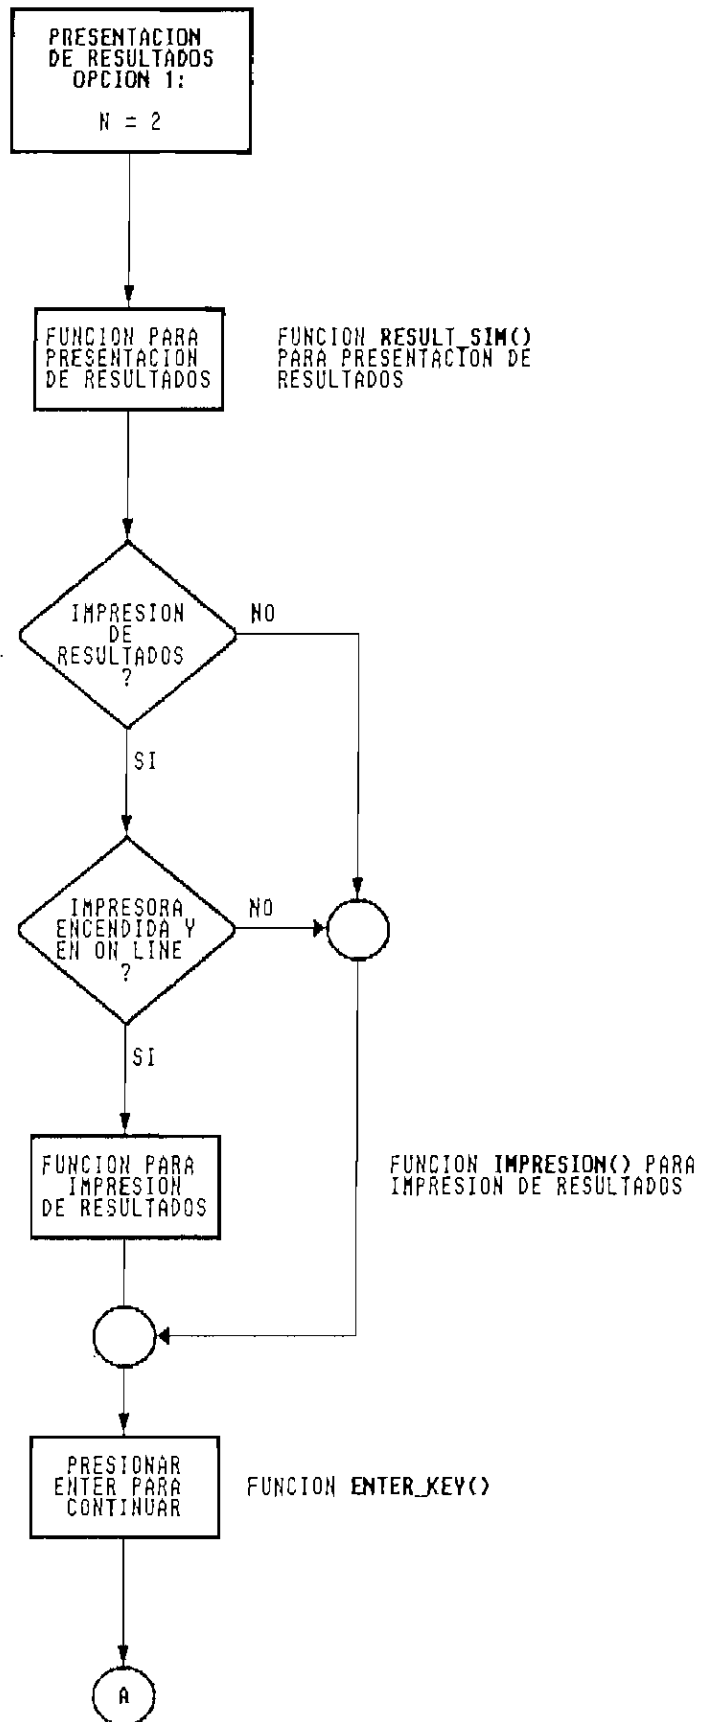 PRESENTACION
DE RESULTADOS
OPCION 1:
N = 2
FUNCION PARA
PRESENTACION
DE RESULTADOS
FUNCION RESULT_SIM()
PARA PRESENTACION DE
RESULTADOS
IMPRESION
DE
RESULTADOS
?
NO
SI
IMPRESORA
ENCENDIDA Y
EN ON LINE
?
NO
SI
FUNCION PARA
IMPRESION
DE RESULTADOS
FUNCION IMPRESION() PARA
IMPRESION DE RESULTADOS
PRESIONAR
ENTER PARA
CONTINUAR
FUNCION ENTER_KEY()
A